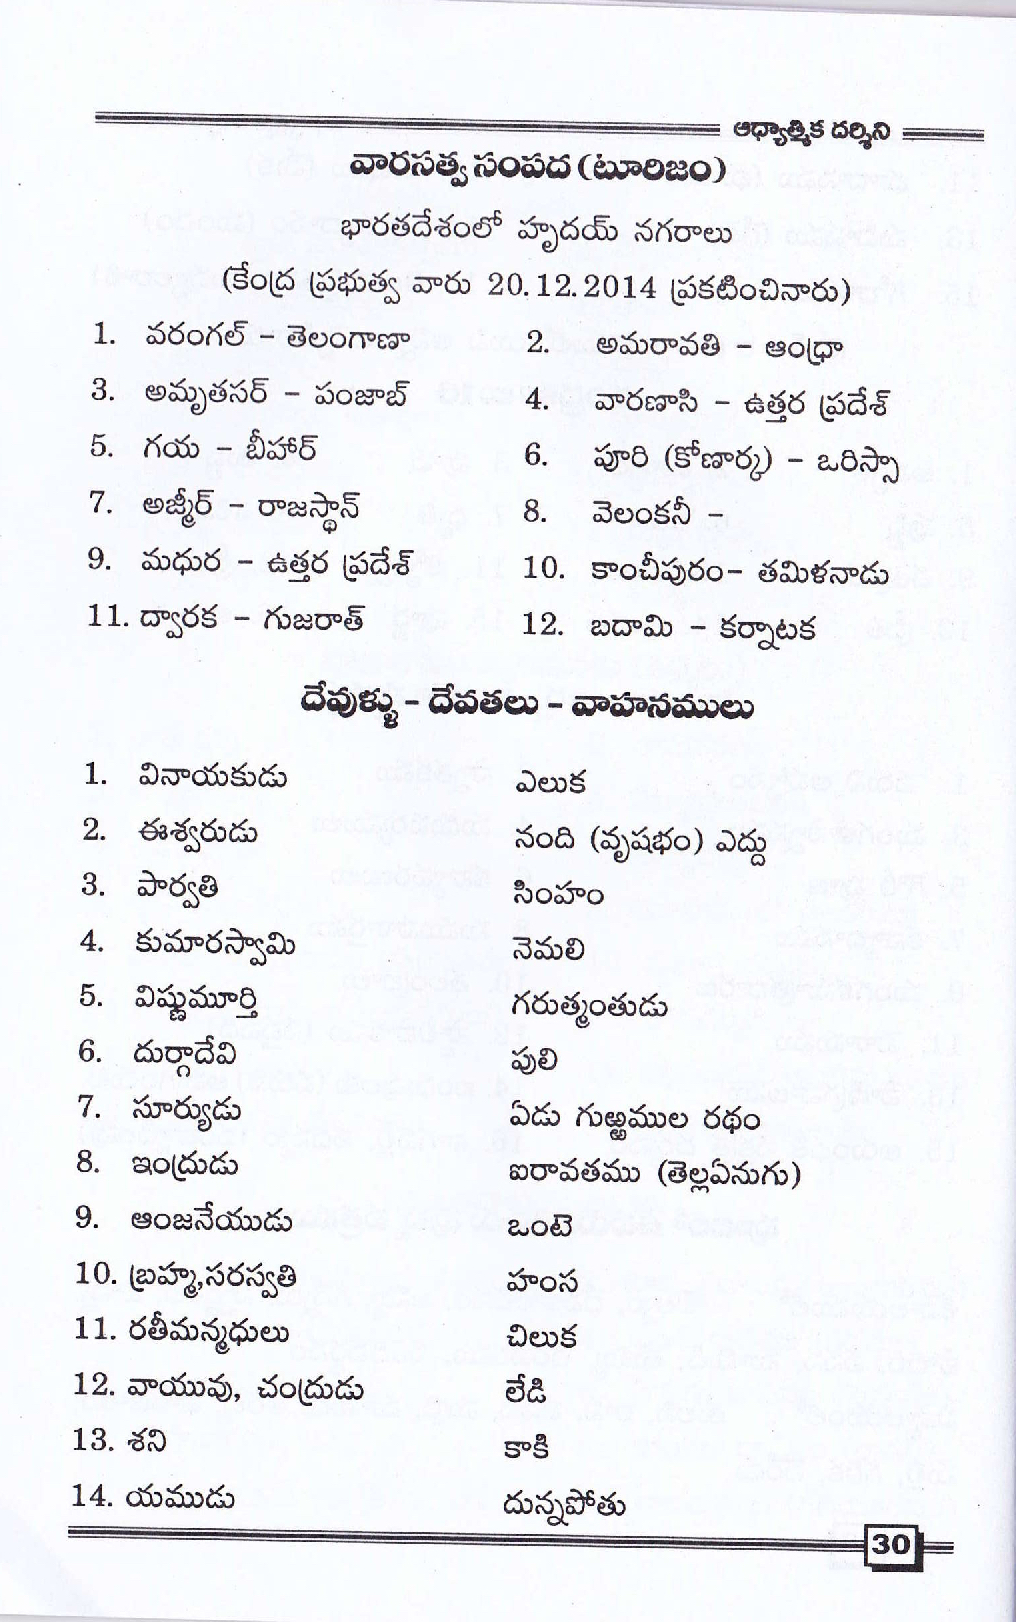 ఆధ్యాత్మిక దర్శిని
వారసత్వ సంపద (టూరిజం)
భారతదేశంలో హృదయ్ నగరాలు
(కేంద్ర ప్రభుత్వ వారు 20.12.2014 ప్రకటించినారు)
1. వరంగల్ – తెలంగాణా 2. అమరావతి – ఆంధ్రా
3. అమృతసర్ – పంజాబ్ 4. వారణాసి – ఉత్తర ప్రదేశ్
5. గయ – బీహార్ 6. పూరి (కోణార్క) – ఒరిస్సా
7. అజ్మీర్ – రాజస్థాన్ 8. వెలంకనీ –
9. మధుర – ఉత్తర ప్రదేశ్ 10. కాంచీపురం– తమిళనాడు
11. ద్వారక – గుజరాత్ 12. బదామి – కర్నాటక
దేవుళ్ళు – దేవతలు – వాహనములు
1. వినాయకుడు ఎలుక
2. ఈశ్వరుడు నంది (వృషభం) ఎద్దు
3. పార్వతి సింహం
4. కుమారస్వామి నెమలి
5. విష్ణుమూర్తి గరుత్మంతుడు
6. దుర్గాదేవి పులి
7. సూర్యుడు ఏడు గుఱ్ఱముల రథం
8. ఇంద్రుడు ఐరావతము (తెల్లఏనుగు)
9. ఆంజనేయుడు ఒంటె
10. బ్రహ్మ,సరస్వతి హంస
11. రతీమన్మధులు చిలుక
12. వాయువు, చంద్రుడు లేడి
13. శని కాకి
14. యముడు దున్నపోతు
30